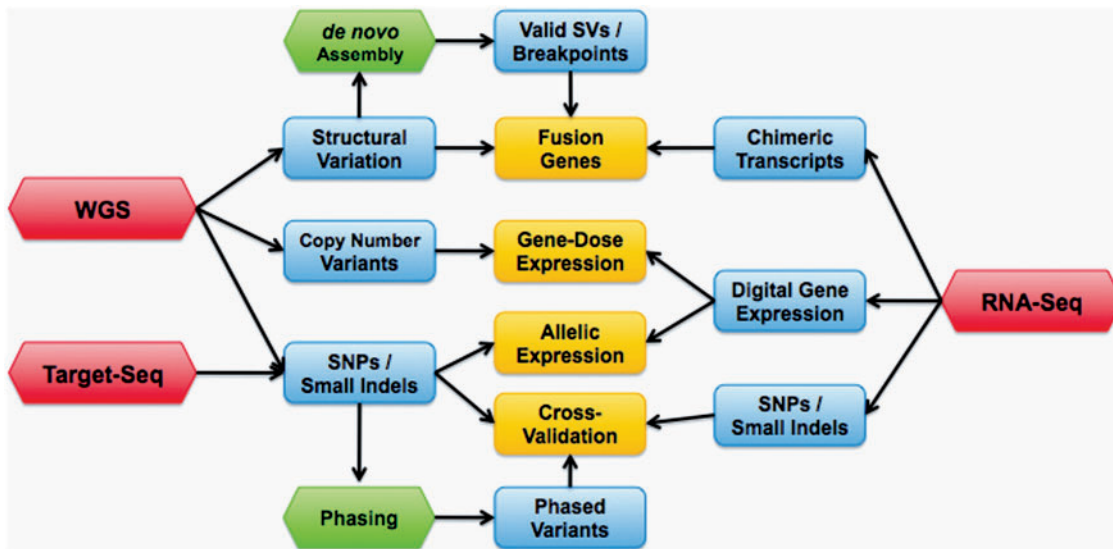 de novo
Assembly
Valid SVs /
Breakpoints
Structural
Variation
Fusion
Genes
Chimeric
Transcripts
WGS
Copy Number
Variants
Gene-Dose
Expression
Digital Gene
Expression
RNA-Seq
Target-Seq
SNPs /
Small Indels
Allelic
Expression
Cross-
Validation
SNPs /
Small Indels
Phasing
Phased
Variants